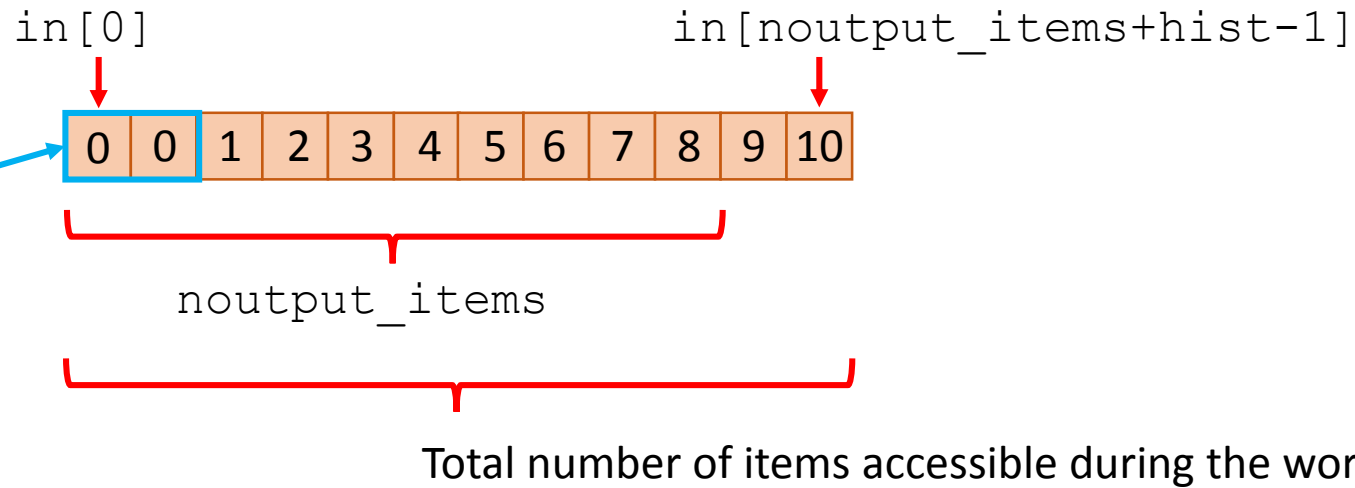 in[0] in[noutput_items+hist-1]
0 0 1 2 3 4 5 6 7 8 9 10
noutput_items
Total number of items accessible during the